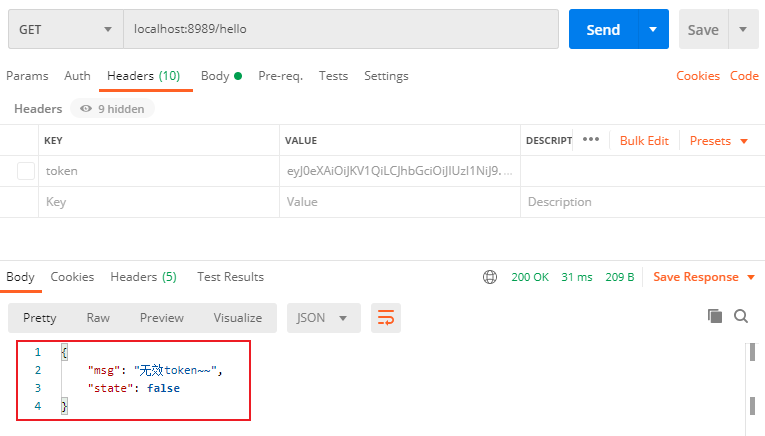 GET localhost:8989/hello Send Save
Params Auth Headers (10) Body Pre-req. Tests Settings Cookies Code
Headers 9 hidden
KEY VALUE DESCRIPT ••• Bulk Edit Presets
token eyJ0eXAiOiJKV1QiLCJhbGciOiJIUzI1NiJ9. ...
Key Value Description
Body Cookies Headers (5) Test Results 200 OK 31 ms 209 B Save Response
Pretty Raw Preview Visualize JSON
1 {
2 "msg": "无效token~~",
3 "state": false
4 }